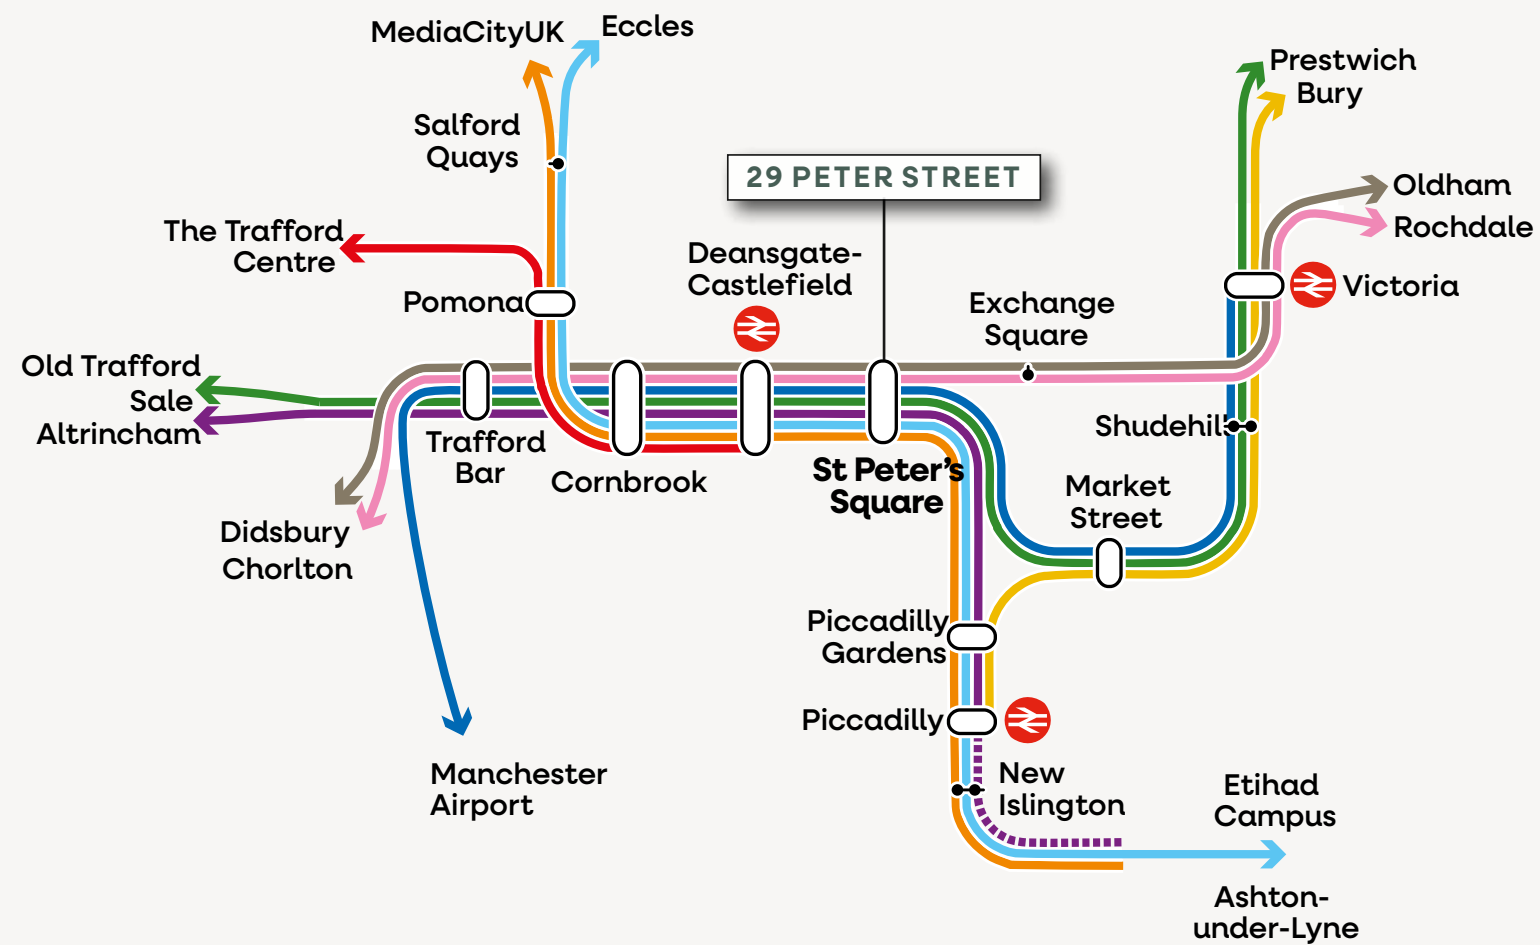 MediaCityUK
Eccles
Prestwich
Bury
Salford
Quays
29 PETER STREET
Oldham
Rochdale
The Trafford
Centre
Deansgate-
Castlefield
Pomona
Exchange
Square
Victoria
Old Trafford
Sale
Altrincham
Trafford
Bar
Cornbrook
St Peter's
Square
Shudehill
Market
Street
Didsbury
Chorlton
Piccadilly
Gardens
Piccadilly
Manchester
Airport
New
Islington
Etihad
Campus
Ashton-
under-Lyne